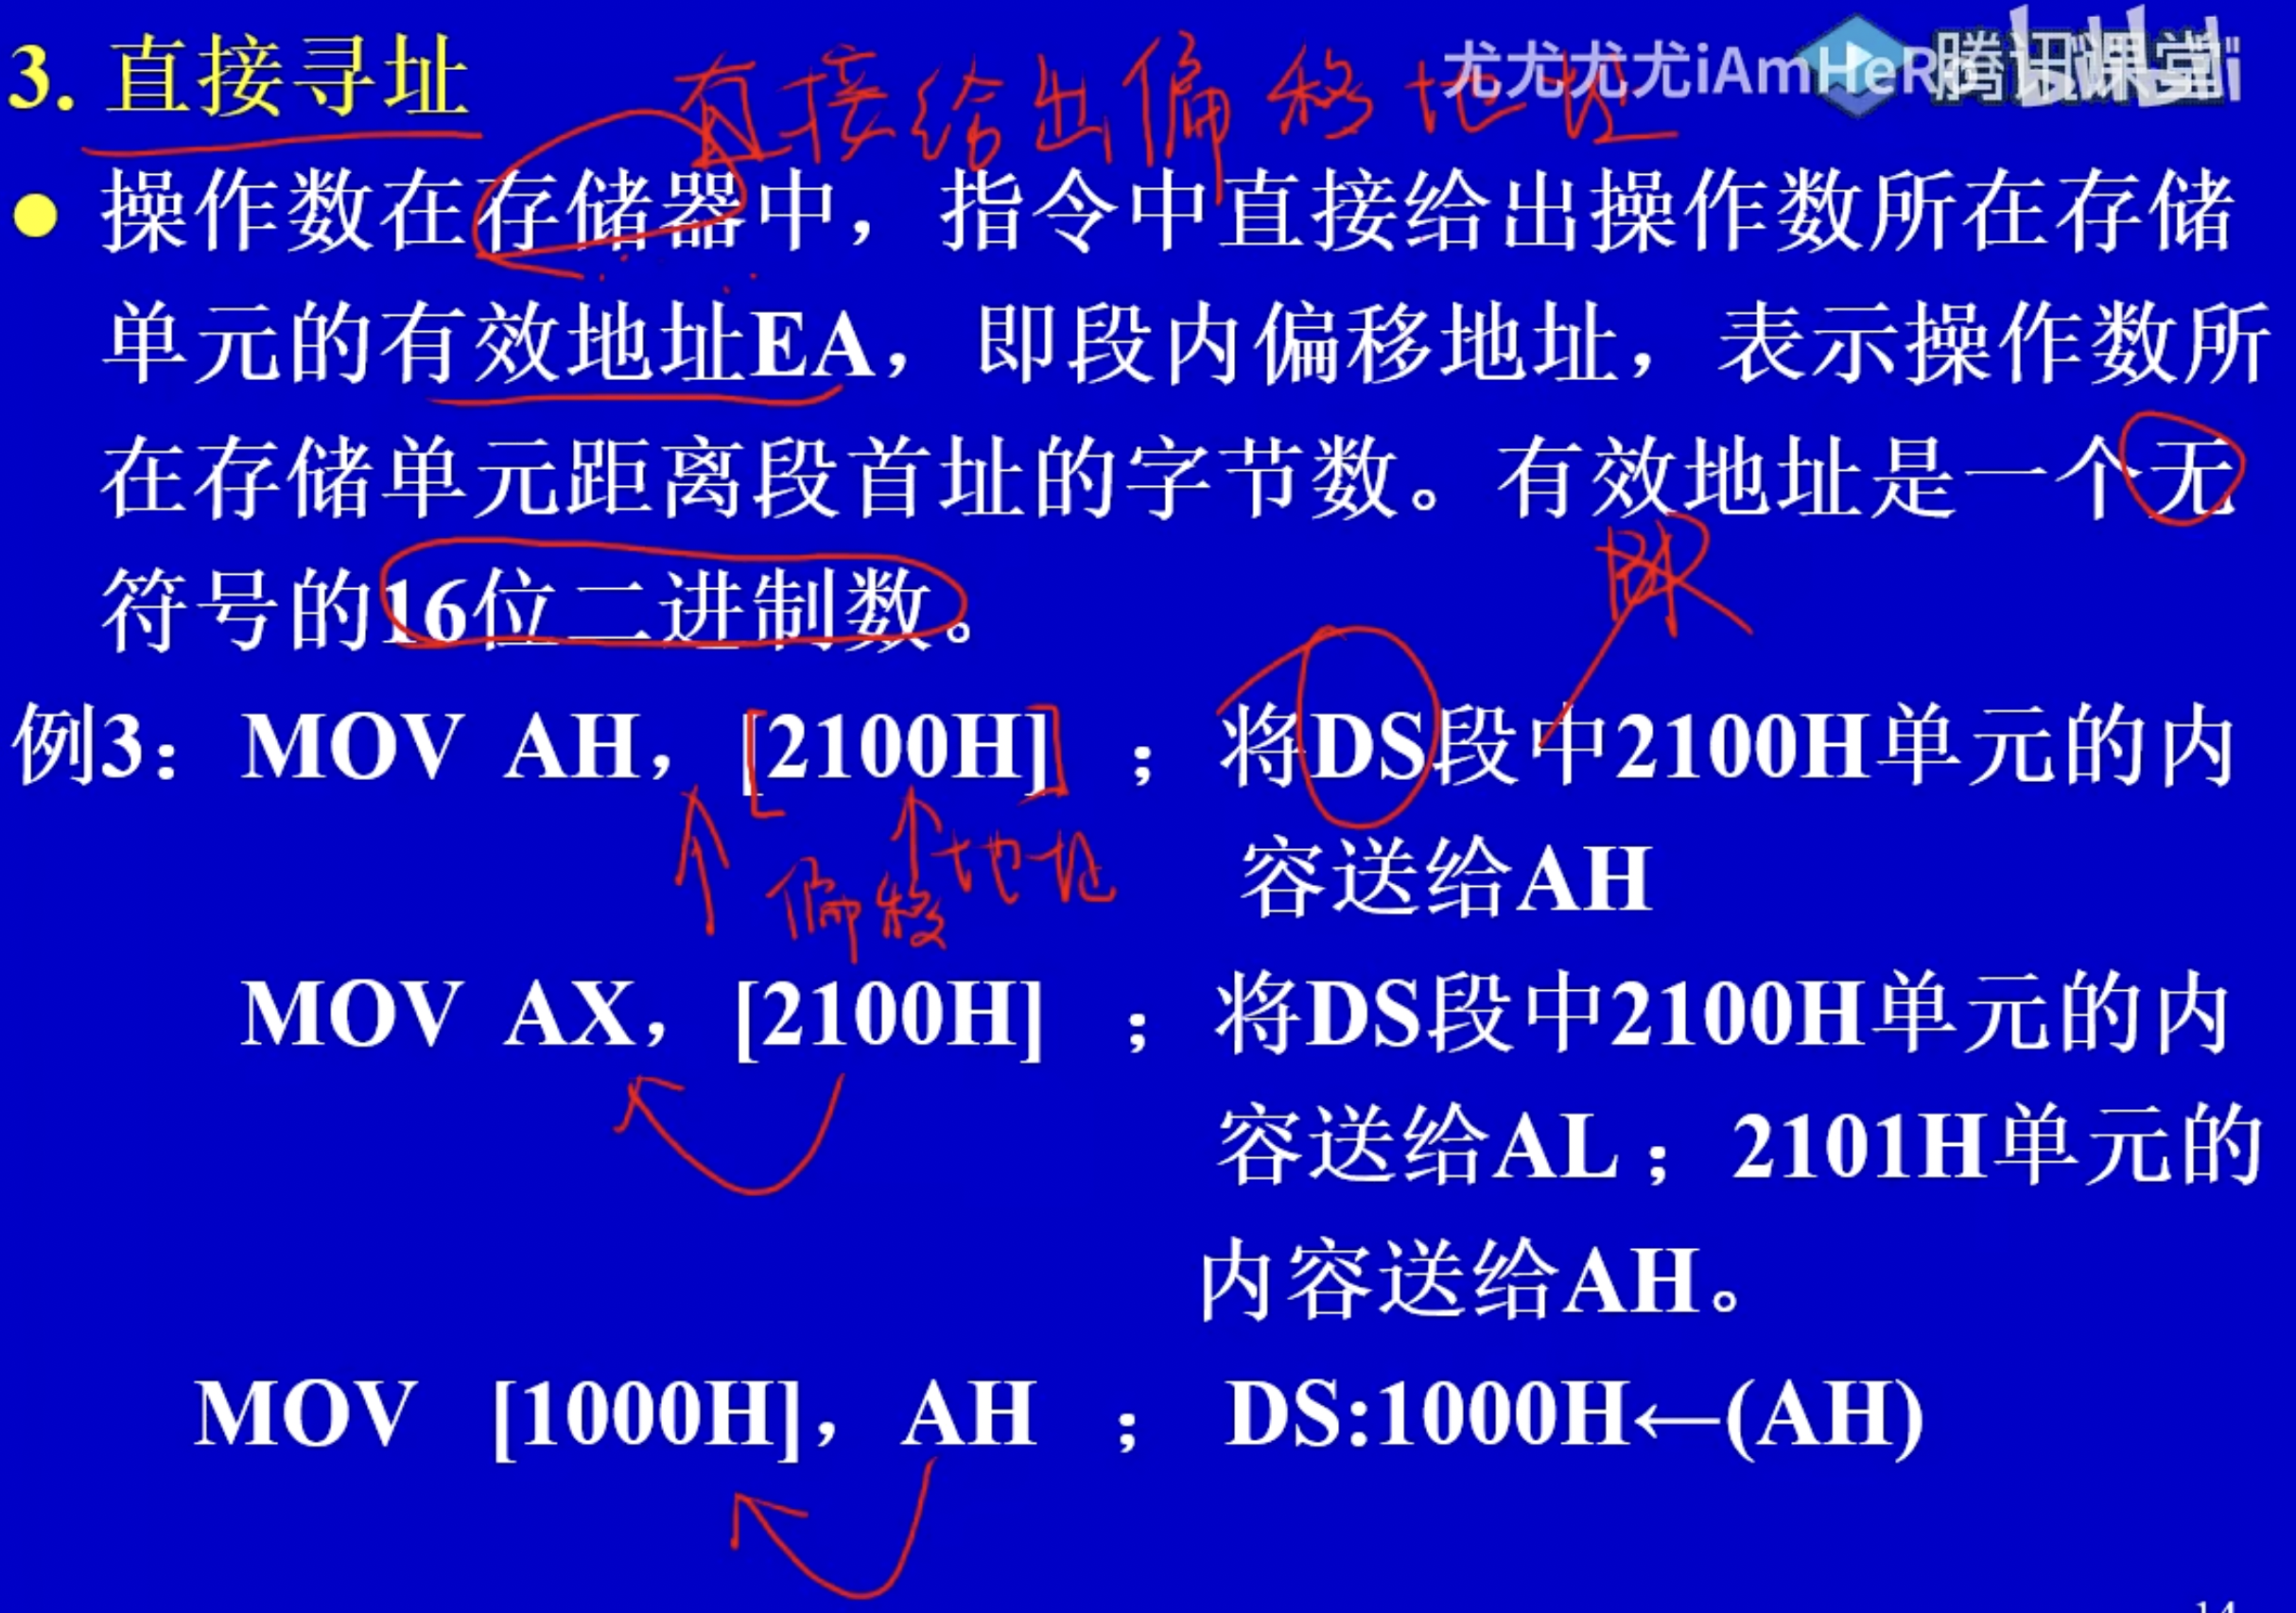 3. 直接寻址
直接给出偏移地址
尤尤尤尤iAmHeR
腾讯课堂
操作数在存储器中，指令中直接给出操作数所在存储
单元的有效地址EA，即段内偏移地址，表示操作数所
在存储单元距离段首址的字节数。有效地址是一个无
符号的16位二进制数。
例3：MOV AH，[2100H] ；将DS段中2100H单元的内
容送给AH
偏移地址
MOV AX，[2100H] ；将DS段中2100H单元的内
容送给AL；2101H单元的
内容送给AH。
MOV [1000H]，AH ；DS:1000H←(AH)
14